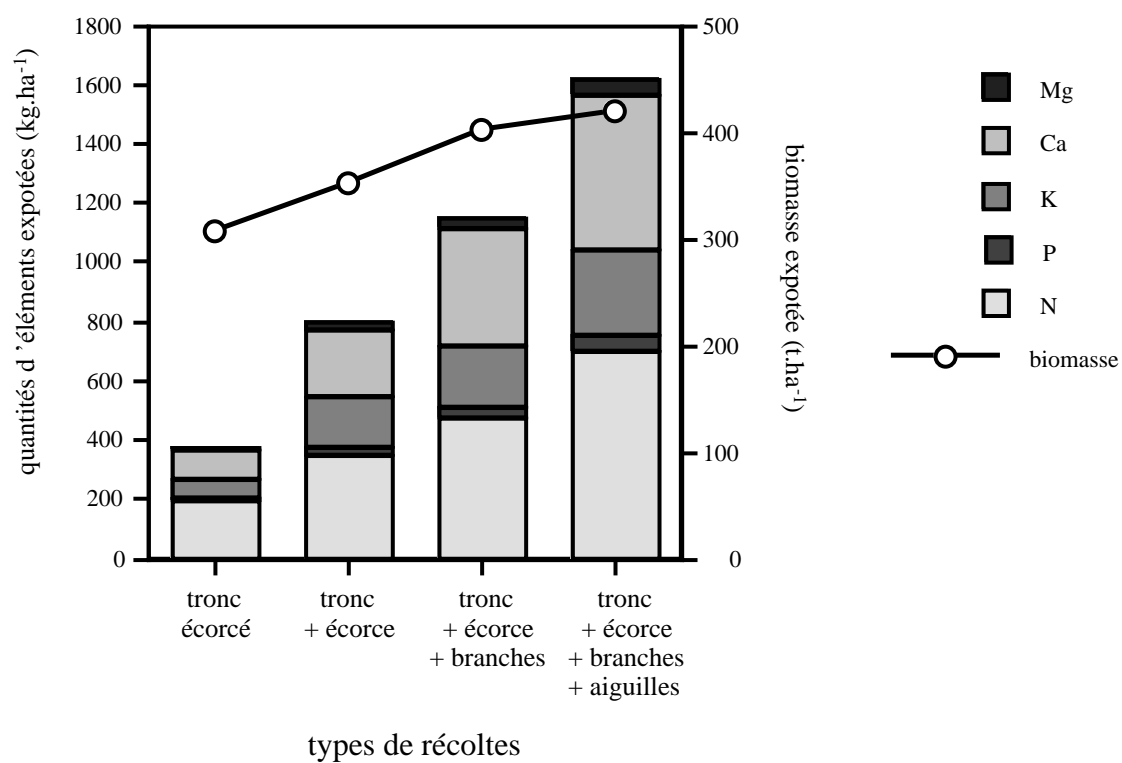 quantités d 'éléments expotées (kg.ha-1)
1800
1600
1400
1200
1000
800
600
400
200
0
500
400
300
200
100
0
biomasse expotée (t.ha-1)
Mg
Ca
K
P
N
biomasse
tronc
écorcé
tronc
+ écorce
tronc
+ écorce
+ branches
tronc
+ écorce
+ branches
+ aiguilles
types de récoltes